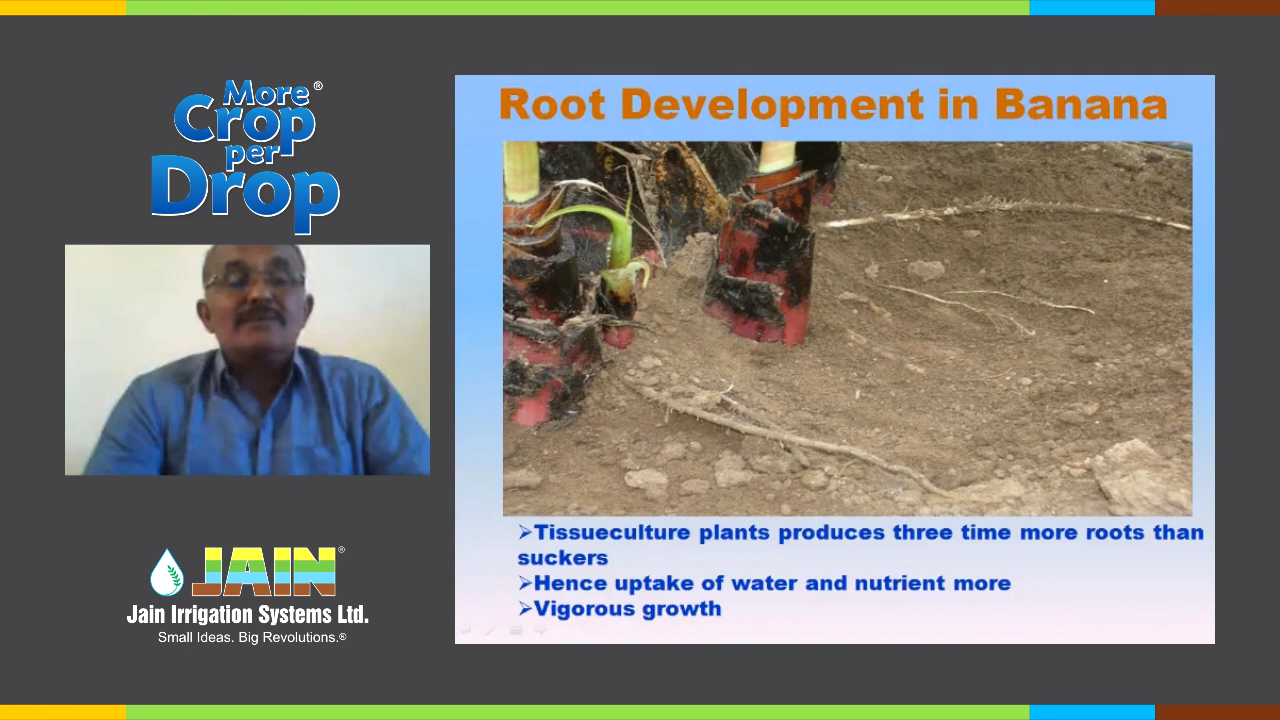 More®
Crop
per
Drop
Root Development in Banana
➢Tissueculture plants produces three time more roots than
suckers
➢Hence uptake of water and nutrient more
➢Vigorous growth
JAIN®
Jain Irrigation Systems Ltd.
Small Ideas. Big Revolutions.®